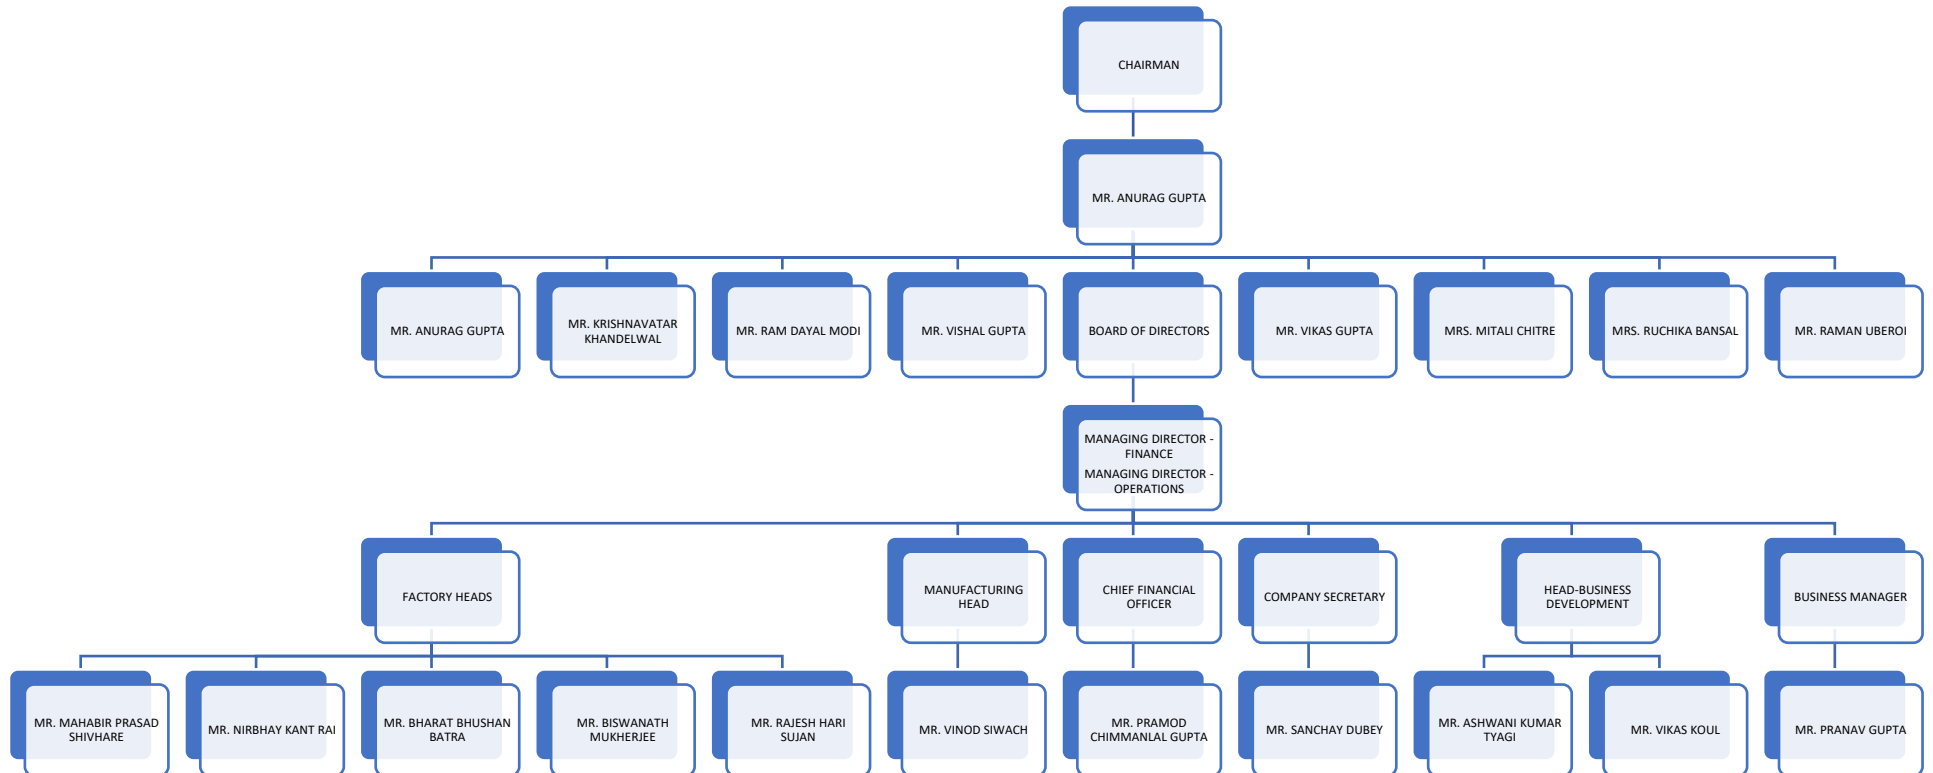 CHAIRMAN
MR. ANURAG GUPTA
MR. ANURAG GUPTA
MR. KRISHNAVATAR
KHANDELWAL
MR. RAM DAYAL MODI
MR. VISHAL GUPTA
BOARD OF DIRECTORS
MR. VIKAS GUPTA
MRS. MITALI CHITRE
MRS. RUCHIKA BANSAL
MR. RAMAN UBEROI
MANAGING DIRECTOR -
FINANCE
MANAGING DIRECTOR -
OPERATIONS
FACTORY HEADS
MANUFACTURING
HEAD
CHIEF FINANCIAL
OFFICER
COMPANY SECRETARY
HEAD-BUSINESS
DEVELOPMENT
BUSINESS MANAGER
MR. MAHABIR PRASAD
SHIVHARE
MR. NIRBHAY KANT RAI
MR. BHARAT BHUSHAN
BATRA
MR. BISWANATH
MUKHERJEE
MR. RAJESH HARI
SUJAN
MR. VINOD SIWACH
MR. PRAMOD
CHIMMANLAL GUPTA
MR. SANCHAY DUBEY
MR. ASHWANI KUMAR
TYAGI
MR. VIKAS KOUL
MR. PRANAV GUPTA